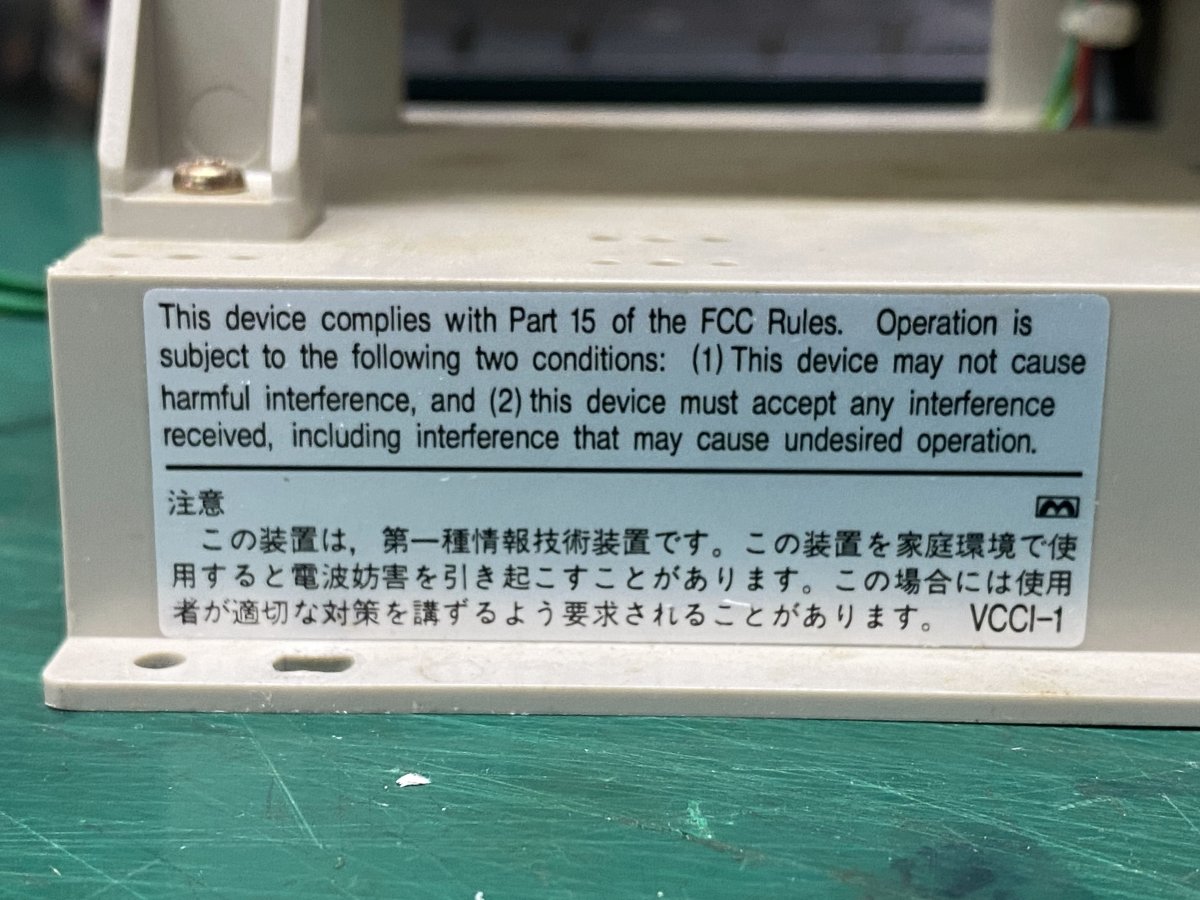 This device complies with Part 15 of the FCC Rules. Operation is
subject to the following two conditions: (1) This device may not cause
harmful interference, and (2) this device must accept any interference
received, including interference that may cause undesired operation.
注意
この装置は，第一種情報技術装置です。この装置を家庭環境で使
用すると電波妨害を引き起こすことがあります。この場合には使用
者が適切な対策を講ずるよう要求されることがあります。 VCCI-1